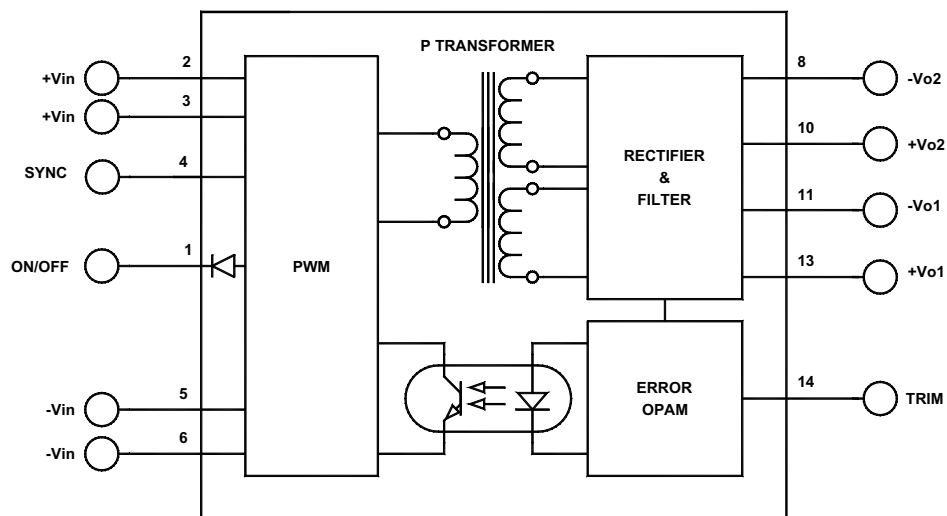 P TRANSFORMER
+Vin
2
+Vin
3
SYNC
4
ON/OFF
1
-Vin
5
-Vin
6
PWM
RECTIFIER
&
FILTER
ERROR
OPAM
8
-Vo2
10
+Vo2
11
-Vo1
13
+Vo1
14
TRIM